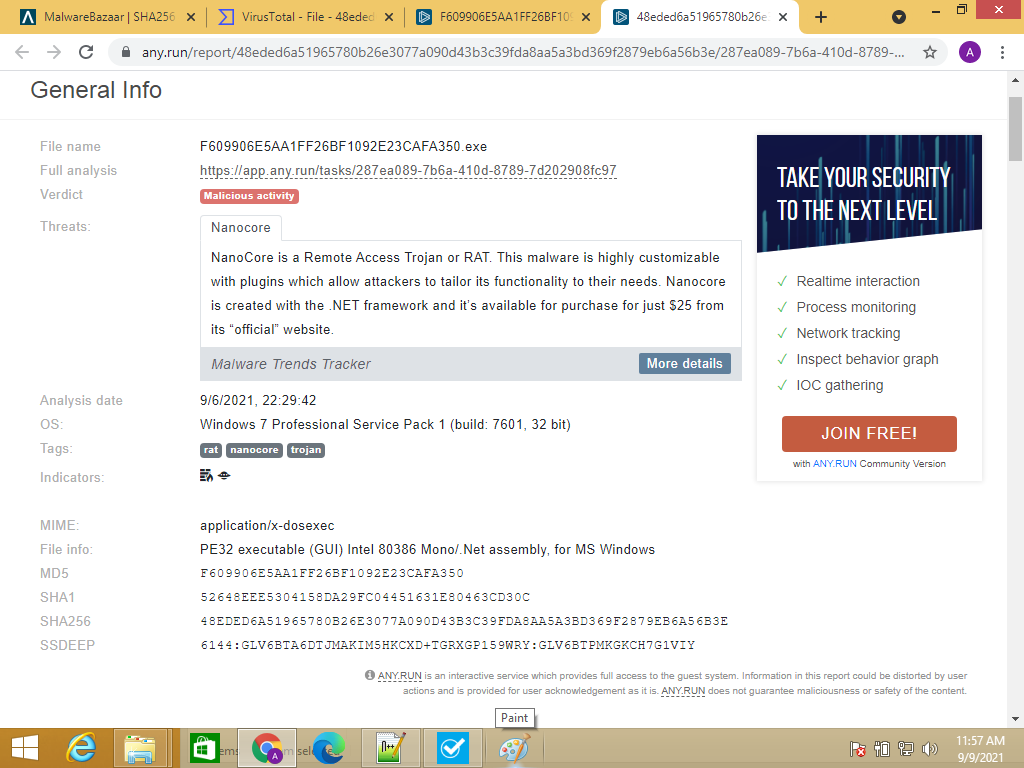 MalwareBazaar | SHA256
VirusTotal - File - 48eded
F609906E5AA1FF26BF109
48eded6a51965780b26e
any.run/report/48eded6a51965780b26e3077a090d43b3c39fda8aa5a3bd369f2879eb6a56b3e/287ea089-7b6a-410d-8789-...
A
General Info
File name F609906E5AA1FF26BF1092E23CAFA350.exe
Full analysis https://app.any.run/tasks/287ea089-7b6a-410d-8789-7d202908fc97
Verdict Malicious activity
Threats: Nanocore
NanoCore is a Remote Access Trojan or RAT. This malware is highly customizable
with plugins which allow attackers to tailor its functionality to their needs. Nanocore
is created with the .NET framework and it's available for purchase for just $25 from
its “official” website.
Malware Trends Tracker More details
Analysis date 9/6/2021, 22:29:42
OS: Windows 7 Professional Service Pack 1 (build: 7601, 32 bit)
Tags: rat nanocore trojan
Indicators:
MIME: application/x-dosexec
File info: PE32 executable (GUI) Intel 80386 Mono/.Net assembly, for MS Windows
MD5 F609906E5AA1FF26BF1092E23CAFA350
SHA1 52648EEE5304158DA29FC04451631E80463CD30C
SHA256 48EDED6A51965780B26E3077A090D43B3C39FDA8AA5A3BD369F2879EB6A56B3E
SSDEEP 6144:GLV6BTA6DTJMAKIM5HKCXD+TGRXGP159WRY:GLV6BTPMKGKCH7G1VIY
TAKE YOUR SECURITY
TO THE NEXT LEVEL
Realtime interaction
Process monitoring
Network tracking
Inspect behavior graph
IOC gathering
JOIN FREE!
with ANY.RUN Community Version
ANY.RUN is an interactive service which provides full access to the guest system. Information in this report could be distorted by user
actions and is provided for user acknowledgement as it is. ANY.RUN does not guarantee maliciousness or safety of the content.
Paint
A
11:57 AM
9/9/2021